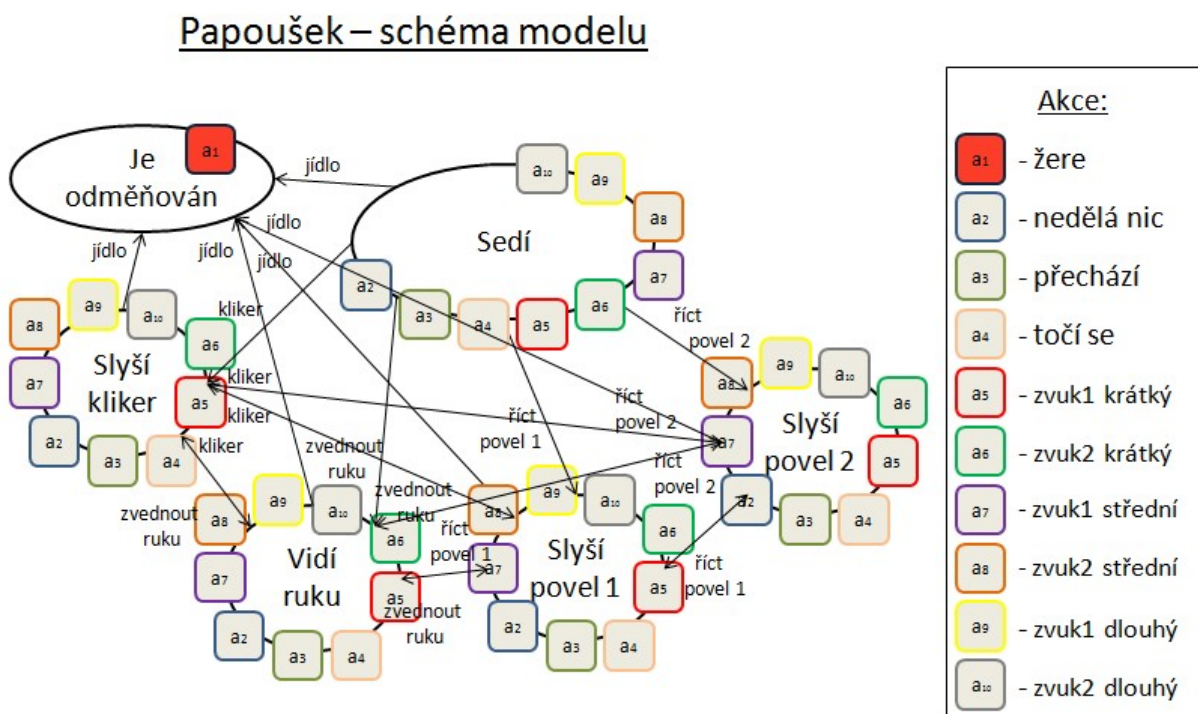 Papoušek – schéma modelu
Je
odměňován
a1
jídlo
jídlo
jídlo
jídlo
jídlo
Sedí
a10
a9
a8
a7
a6
a5
a4
a3
a2
Slyší
kliker
a9
a10
a8
a6
a7
a5
a2
a3
a4
kliker
kliker
kliker
kliker
Vidí
ruku
a9
a10
a8
a6
a7
a5
a2
a3
a4
zvednout
ruku
zvednout
ruku
zvednout
ruku
zvednout
ruku
Slyší
povel 1
a9
a10
a8
a6
a7
a5
a2
a3
a4
říct
povel 1
říct
povel 1
říct
povel 1
Slyší
povel 2
a9
a10
a8
a6
a7
a5
a2
a3
a4
říct
povel 2
říct
povel 2
říct
povel 2
Akce:
a1 - žere
a2 - nedělá nic
a3 - přechází
a4 - točí se
a5 - zvuk1 krátký
a6 - zvuk2 krátký
a7 - zvuk1 střední
a8 - zvuk2 střední
a9 - zvuk1 dlouhý
a10 - zvuk2 dlouhý